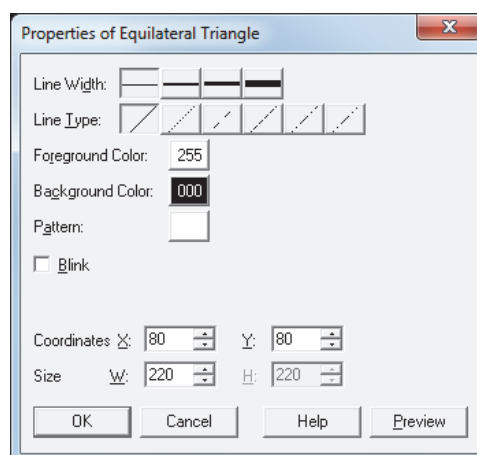 Properties of Equilateral Triangle
Line Width:
Line Type:
Foreground Color: 255
Background Color: 000
Pattern:
Blink
Coordinates X: 80 Y: 80
Size W: 220 H: 220
OK Cancel Help Preview